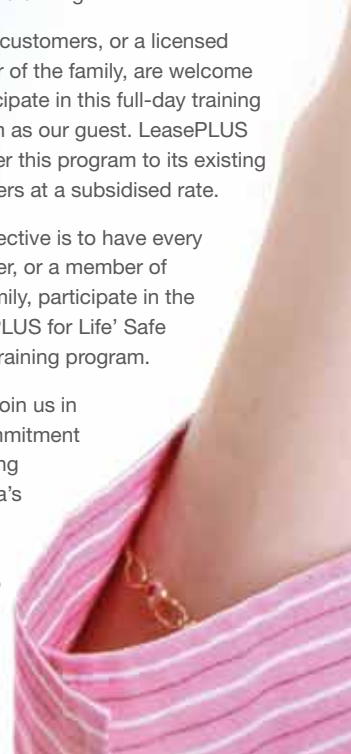 customers, or a licensed
r of the family, are welcome
cipate in this full-day training
n as our guest. LeasePLUS
er this program to its existing
ers at a subsidised rate.
ective is to have every
er, or a member of
mily, participate in the
PLUS for Life' Safe
raining program.
oin us in
mmitment
ng
a's